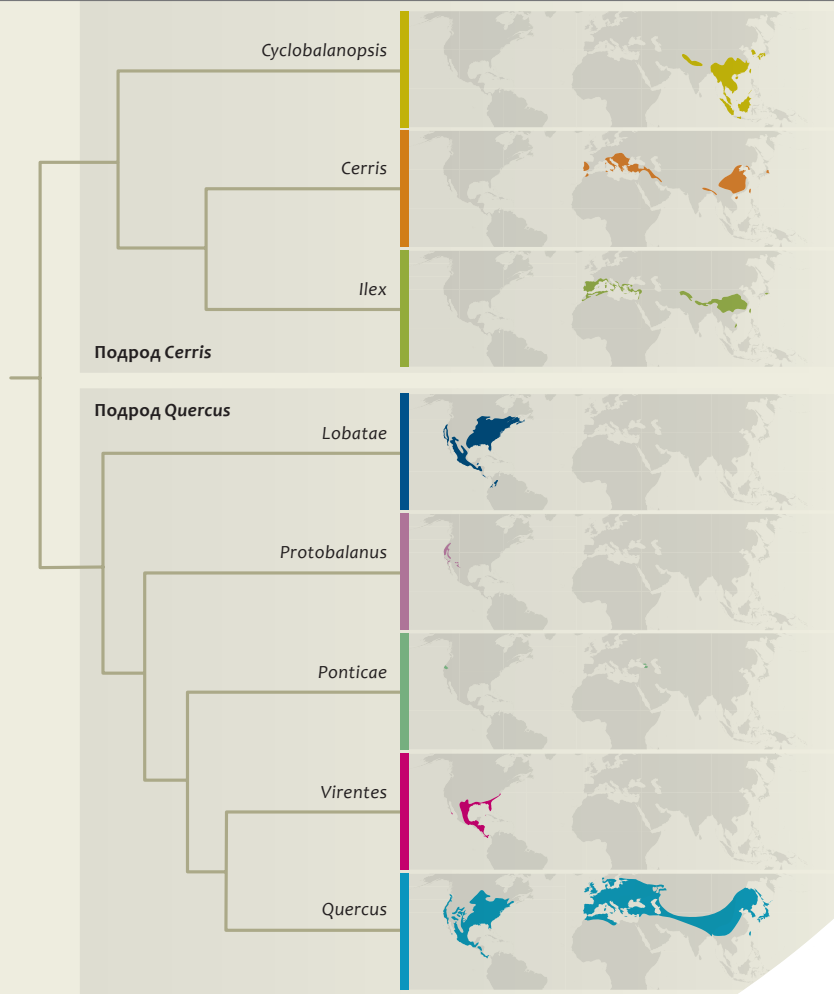 Cyclobalanopsis
Cerris
Ilex
Подрод Cerris
Подрод Quercus
Lobatae
Protobalanus
Ponticae
Virentes
Quercus